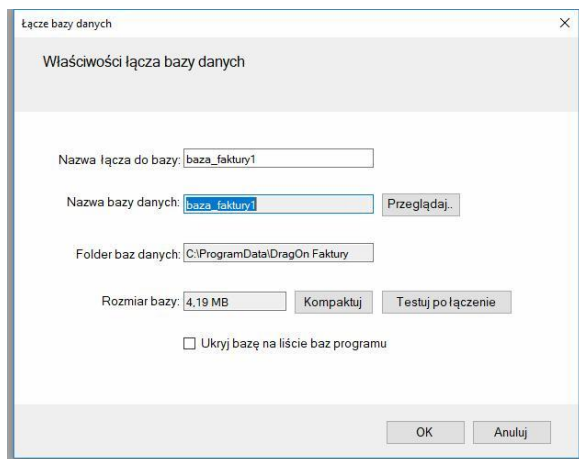 Łącze bazy danych
Właściwości łącza bazy danych
Nazwa łącza do bazy: baza_faktury1
Nazwa bazy danych: baza_faktury1 Przeglądaj..
Folder baz danych: C:\ProgramData\DragOn Faktury
Rozmiar bazy: 4,19 MB Kompaktuj Testuj po łączenie
Ukryj bazę na liście baz programu
OK Anuluj